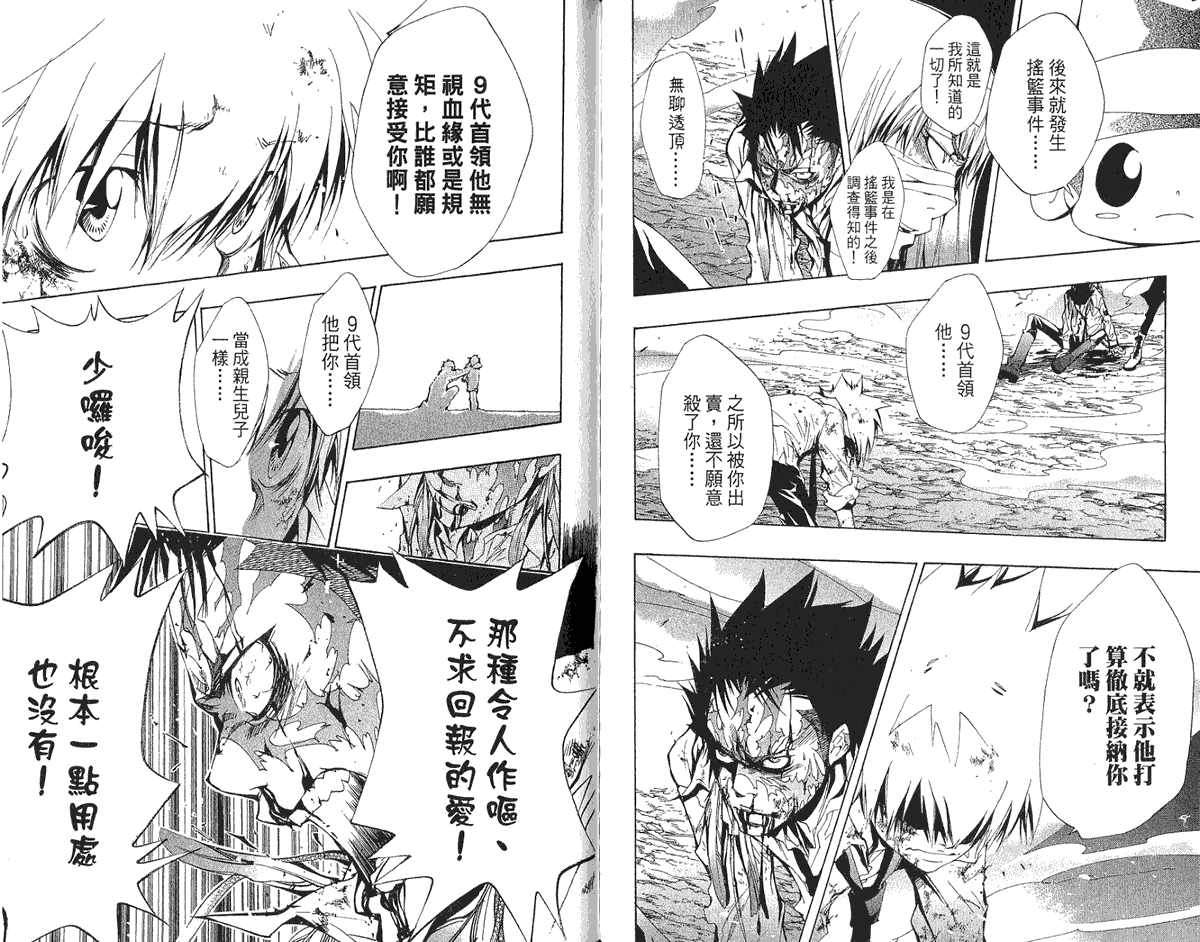 後來就發生
搖籃事件……
這就是
我所知道的
一切了！
我是在
搖籃事件之後
調查得知的！
無聊透頂……
9代首領
他……
之所以被你出
賣，還不願意
殺了你……
不就表示他打
算徹底接納你
了嗎？
9代首領他無
視血緣或是規
矩，比誰都願
意接受你啊！
9代首領
他把你……
當成親生兒子
一樣……
少囉唆！
那種令人作嘔、
不求回報的愛！
根本一點用處
也沒有！